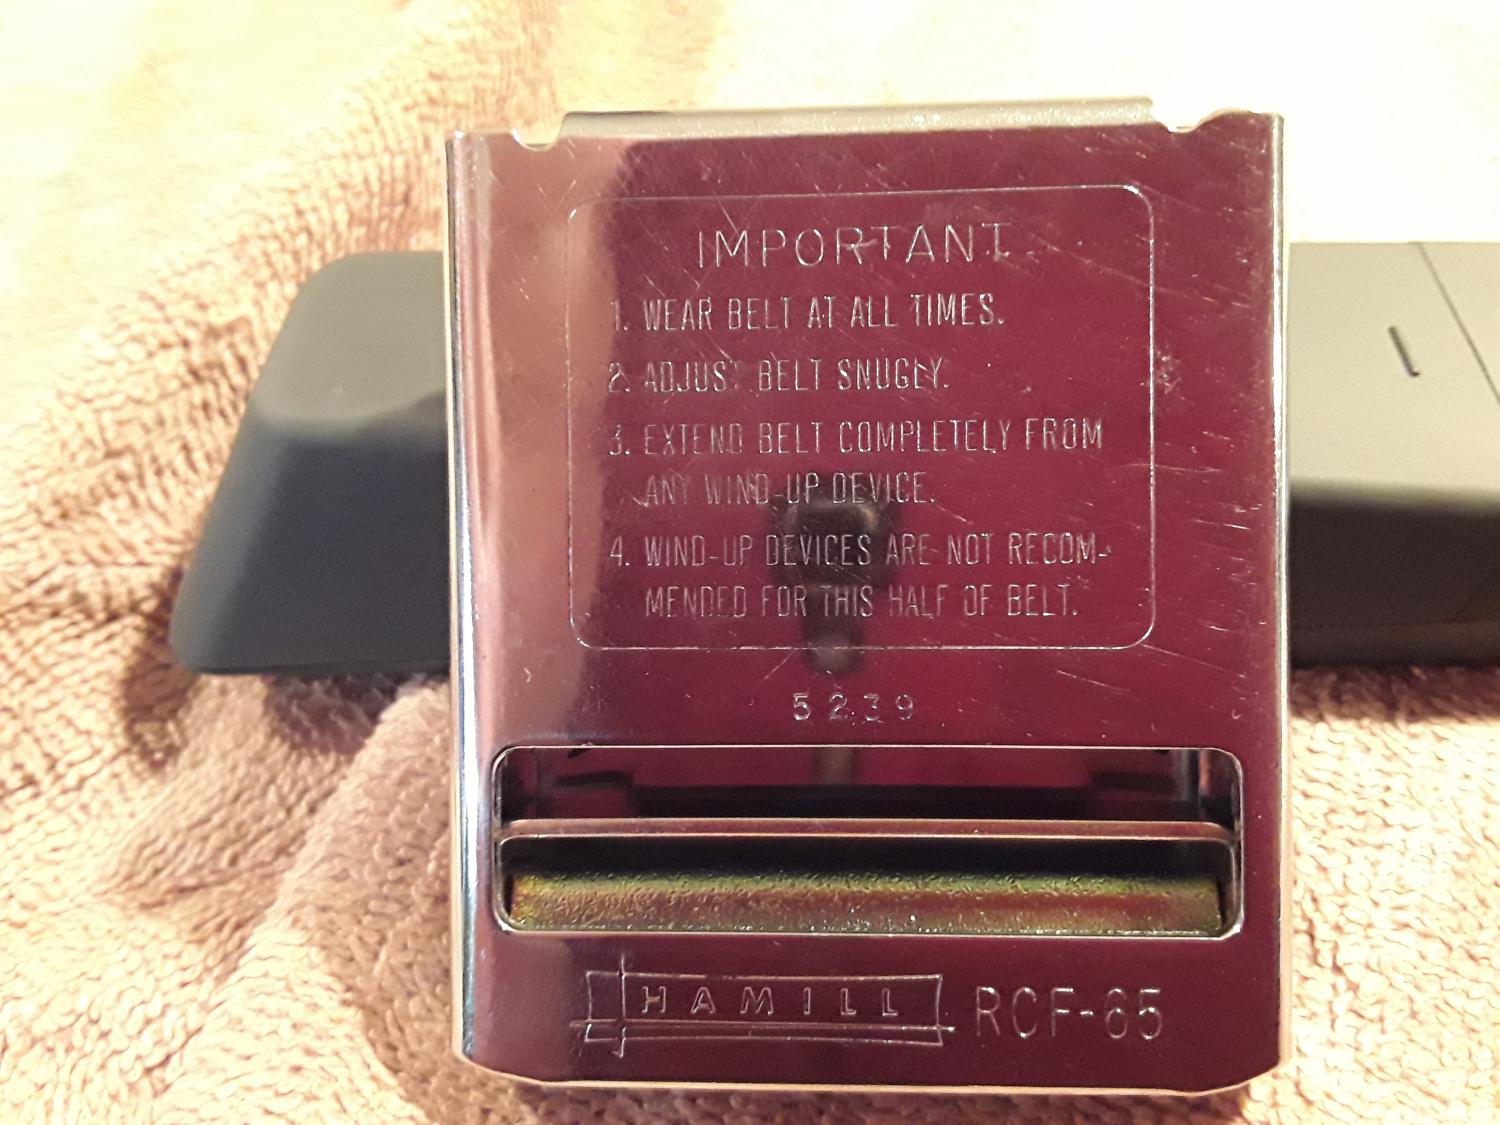 IMPORTANT
1. WEAR BELT AT ALL TIMES.
2. ADJUST BELT SNUGLY.
3. EXTEND BELT COMPLETELY FROM
ANY WIND-UP DEVICE.
4. WIND-UP DEVICES ARE NOT RECOM-
MENDED FOR THIS HALF OF BELT.
5239
HAMILL RCF-65